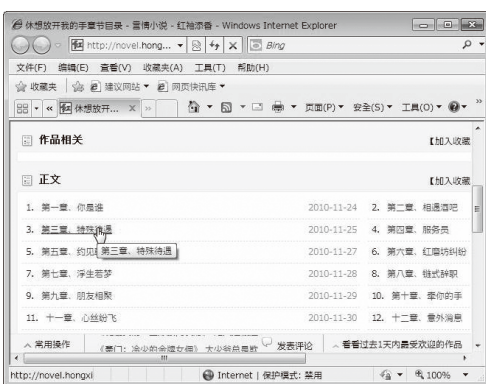 休想放开我的手章节目录 - 言情小说 - 红袖添香 - Windows Internet Explorer
http://novel.hong...
Bing
文件(F) 编辑(E) 查看(V) 收藏夹(A) 工具(T) 帮助(H)
收藏夹 建议网站 网页快讯库
休想放开... 页面(P) 安全(S) 工具(O)
作品相关 【加入收藏
正文 【加入收藏
1. 第一章、你是谁 2010-11-24 2. 第二章、相遇酒吧
3. 第三章、特殊待遇 2010-11-25 4. 第四章、服务员
第三章、特殊待遇
5. 第五章、约见 2010-11-27 6. 第六章、红磨坊纠纷
7. 第七章、浮生若梦 2010-11-28 8. 第八章、链式辞职
9. 第九章、朋友相聚 2010-11-29 10. 第十章、牵你的手
11. 十一章、心丝纷飞 2010-11-30 12. 十二章、意外消息
常用操作 发表评论 看看过去1天内最受欢迎的作品
http://novel.hongxi Internet | 保护模式: 禁用 100%